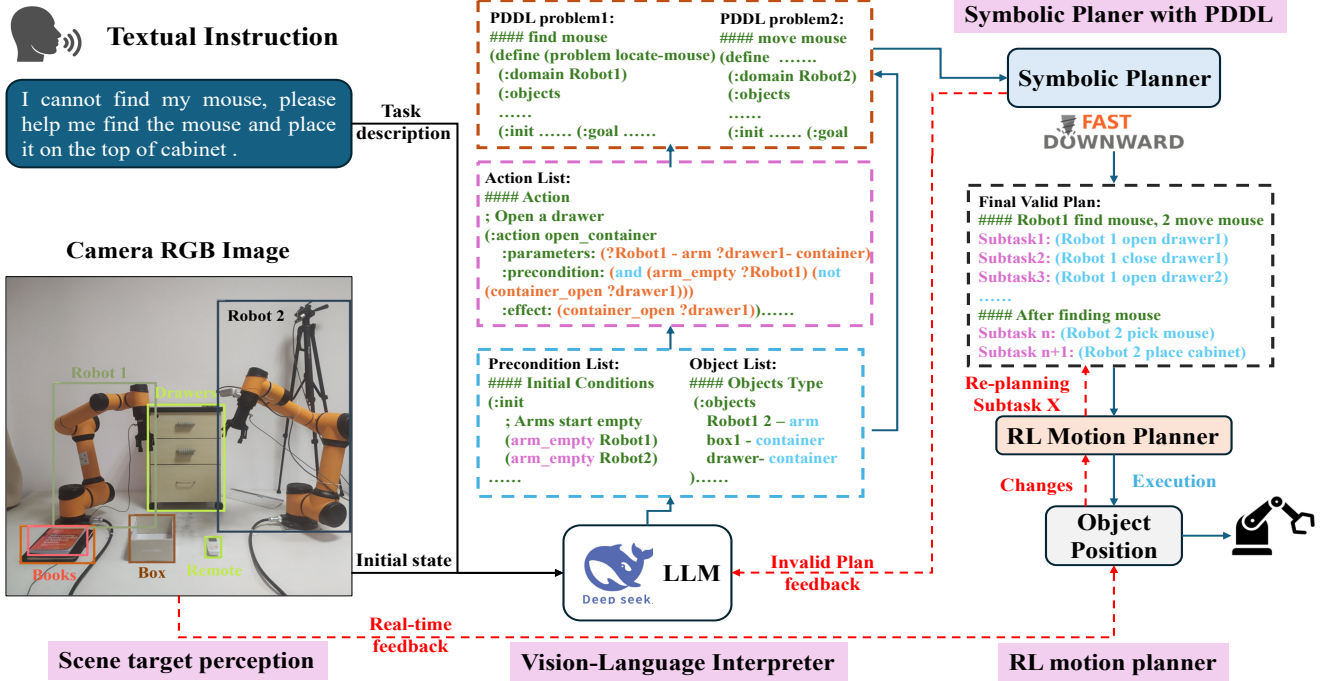 Textual Instruction
I cannot find my mouse, please
help me find the mouse and place
it on the top of cabinet .
Task
description
Camera RGB Image
Robot 2
Robot 1
Drawers
Books
Box
Remote
Initial state
Real-time
feedback
Scene target perception
PDDL problem1:
#### find mouse
(define (problem locate-mouse)
(:domain Robot1)
(:objects
......
(:init ...... (:goal ......
PDDL problem2:
#### move mouse
(define .......
(:domain Robot2)
(:objects
......
(:init ...... (:goal
Action List:
#### Action
; Open a drawer
(:action open_container
:parameters: (?Robot1 - arm ?drawer1- container)
:precondition: (and (arm_empty ?Robot1) (not
(container_open ?drawer1)))
:effect: (container_open ?drawer1))......
Precondition List:
#### Initial Conditions
(:init
; Arms start empty
(arm_empty Robot1)
(arm_empty Robot2)
......
Object List:
#### Objects Type
(:objects
Robot1 2 – arm
box1 - container
drawer- container
)......
Deep seek.
LLM
Invalid Plan
feedback
Vision-Language Interpreter
Symbolic Planer with PDDL
Symbolic Planner
FAST
DOWNWARD
Final Valid Plan:
#### Robot1 find mouse, 2 move mouse
Subtask1: (Robot 1 open drawer1)
Subtask2: (Robot 1 close drawer1)
Subtask3: (Robot 1 open drawer2)
......
#### After finding mouse
Subtask n: (Robot 2 pick mouse)
Subtask n+1: (Robot 2 place cabinet)
Re-planning
Subtask X
RL Motion Planner
Changes
Execution
Object
Position
RL motion planner